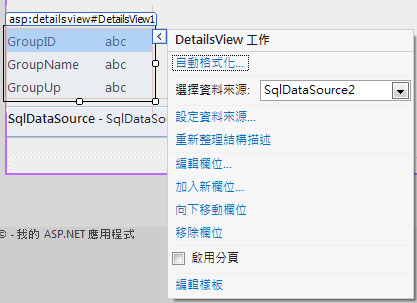 asp:detailsview#DetailsView1
GroupID abc
GroupName abc
GroupUp abc
SqlDataSource - SqlDataSou
© - 我的 ASP.NET 應用程式
DetailsView 工作
自動格式化...
選擇資料來源: SqlDataSource2
設定資料來源...
重新整理結構描述
編輯欄位...
加入新欄位...
向下移動欄位
移除欄位
啟用分頁
編輯樣板